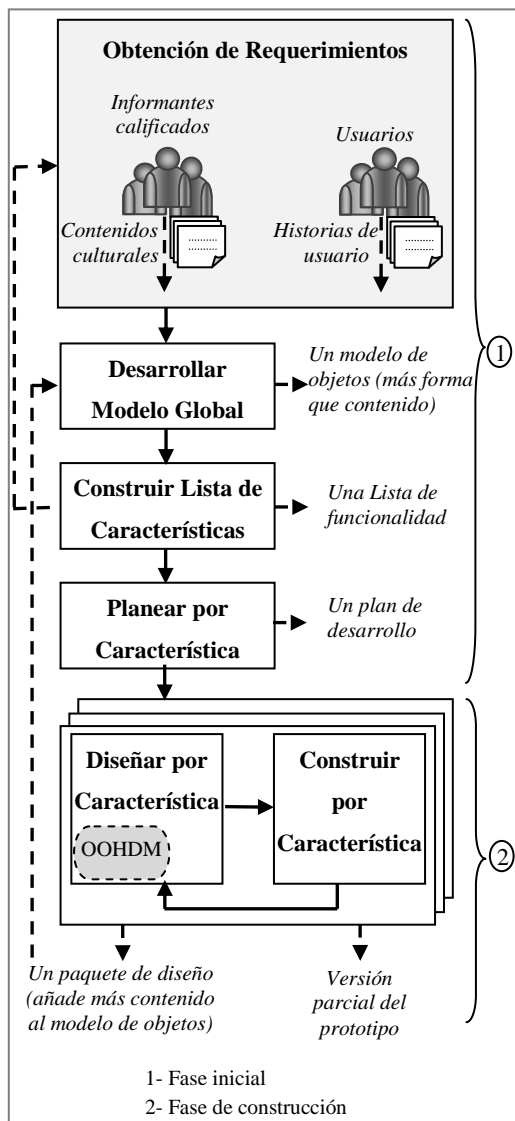 Obtención de Requerimientos
Informantes
calificados
Usuarios
Contenidos
culturales
Historias de
usuario
1
Desarrollar
Modelo Global
Un modelo de
objetos (más forma
que contenido)
Construir Lista de
Características
Una Lista de
funcionalidad
Planear por
Característica
Un plan de
desarrollo
Diseñar por
Característica
OOHDM
Construir
por
Característica
2
Un paquete de diseño
(añade más contenido
al modelo de objetos)
Versión
parcial del
prototipo
1- Fase inicial
2- Fase de construcción